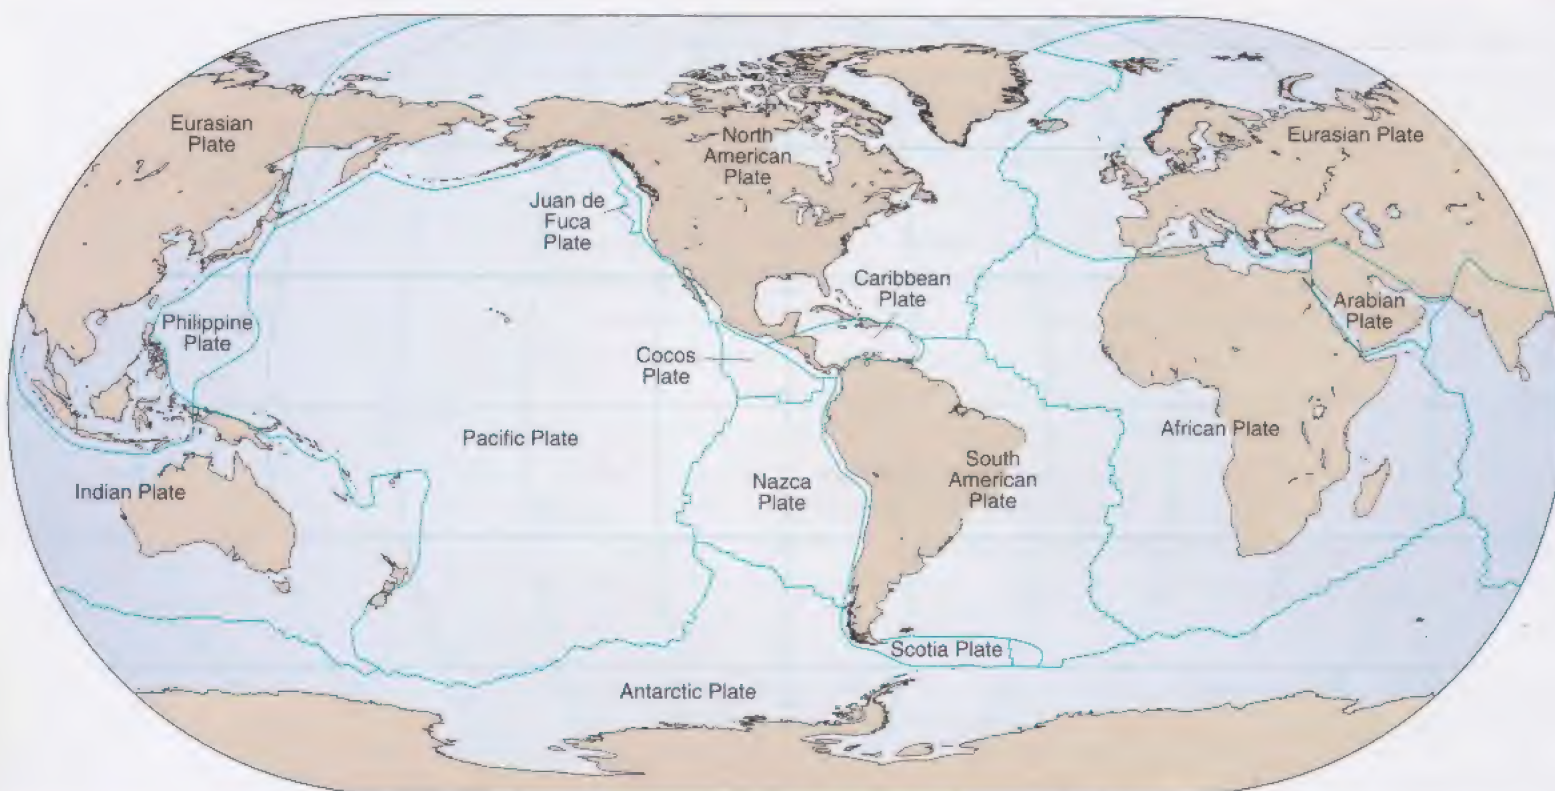 Eurasian
Plate
North
American
Plate
Eurasian Plate
Juan de
Fuca
Plate
Caribbean
Plate
Philippine
Plate
Arabian
Plate
Cocos
Plate
Pacific Plate
African Plate
Indian Plate
Nazca
Plate
South
American
Plate
Scotia Plate
Antarctic Plate